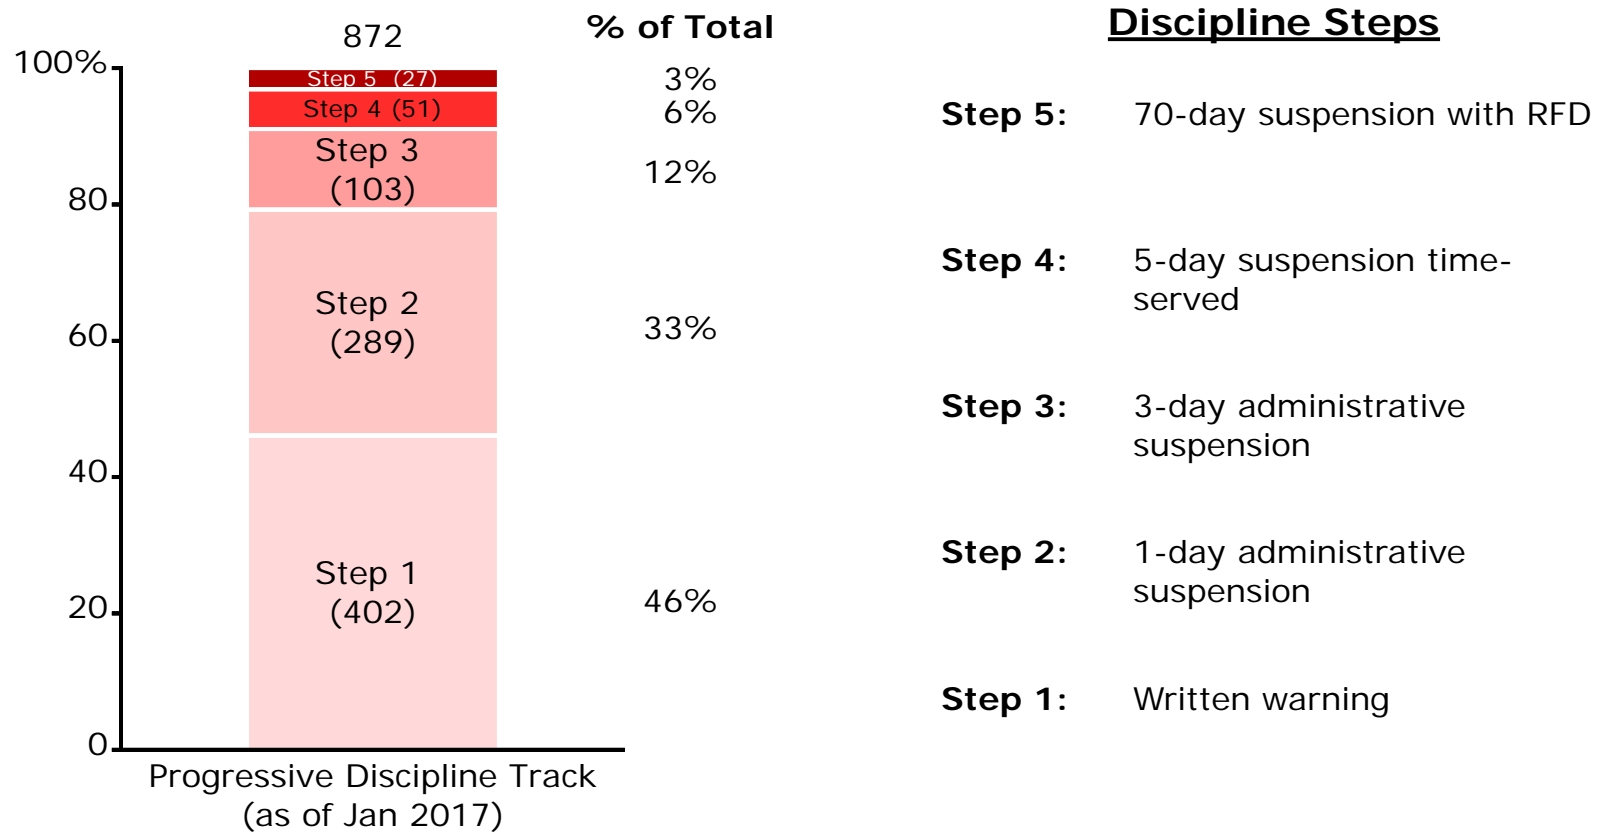 872
% of Total
100%
80
60
40
20
0
Step 5 (27)
Step 4 (51)
Step 3
(103)
Step 2
(289)
Step 1
(402)
3%
6%
12%
33%
46%
Progressive Discipline Track
(as of Jan 2017)
Discipline Steps
Step 5: 70-day suspension with RFD
Step 4: 5-day suspension time-
served
Step 3: 3-day administrative
suspension
Step 2: 1-day administrative
suspension
Step 1: Written warning